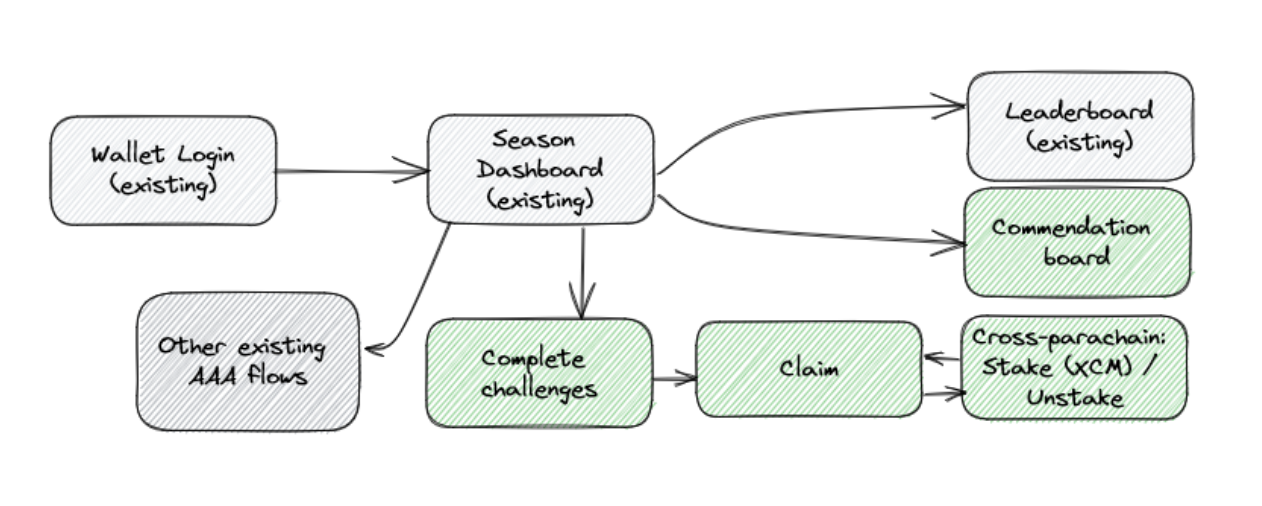 Wallet Login
(existing)
Season
Dashboard
(existing)
Leaderboard
(existing)
Commendation
board
Other existing
AAA flows
Complete
challenges
Claim
Cross-parachain:
Stake (XCM) /
Unstake